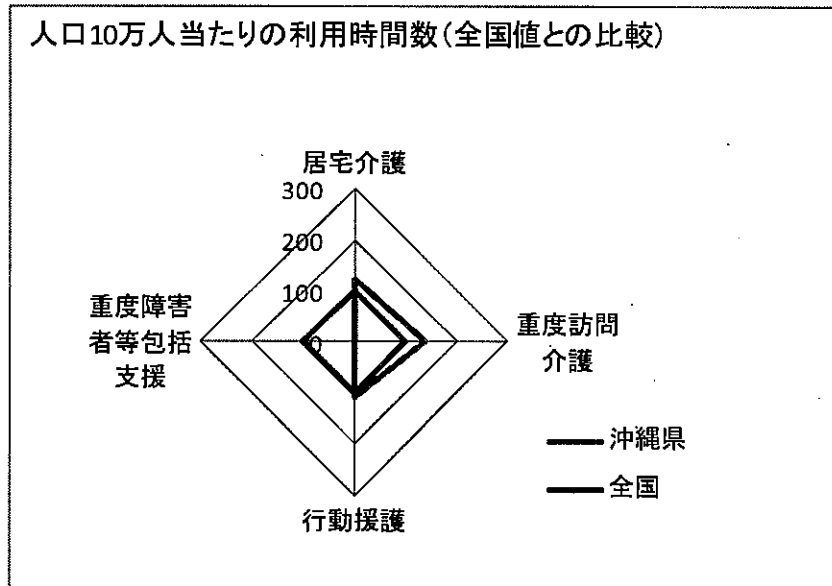 人口10万人当たりの利用時間数(全国値との比較)
居宅介護
300
200
100
0
重度障害
者等包括
支援
重度訪問
介護
行動援護
沖縄県
全国